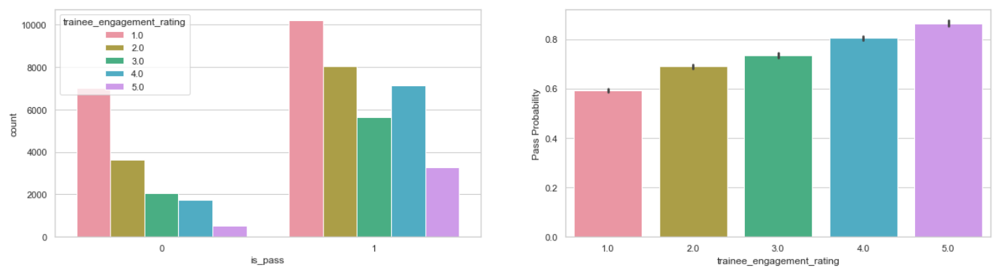 trainee_engagement_rating
1.0
2.0
3.0
4.0
5.0
10000
8000
6000
4000
2000
0
count
0 1
is_pass
0.8
0.6
0.4
0.2
0.0
Pass Probability
1.0 2.0 3.0 4.0 5.0
trainee_engagement_rating